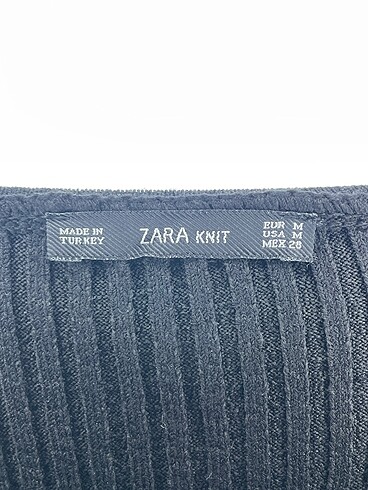 MADE IN
TURKEY
ZARA KNIT
EUR M
USA M
MEX 28